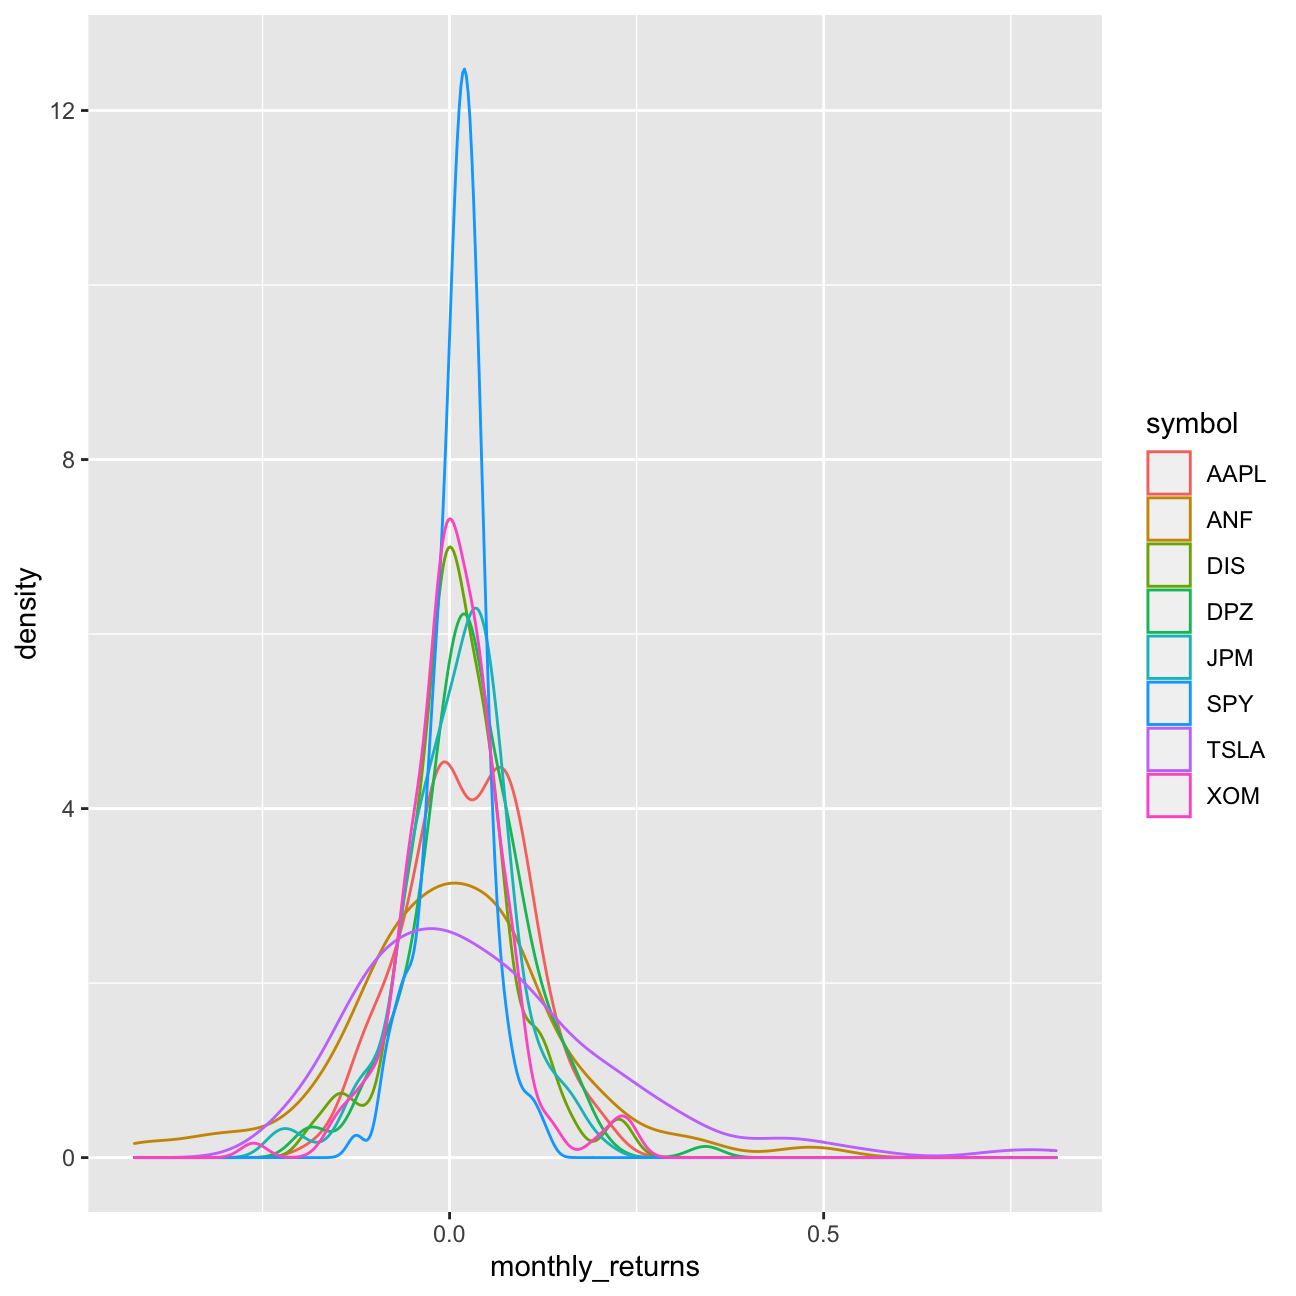 12
8
4
0
density
0.0
0.5
monthly_returns
symbol
AAPL
ANF
DIS
DPZ
JPM
SPY
TSLA
XOM